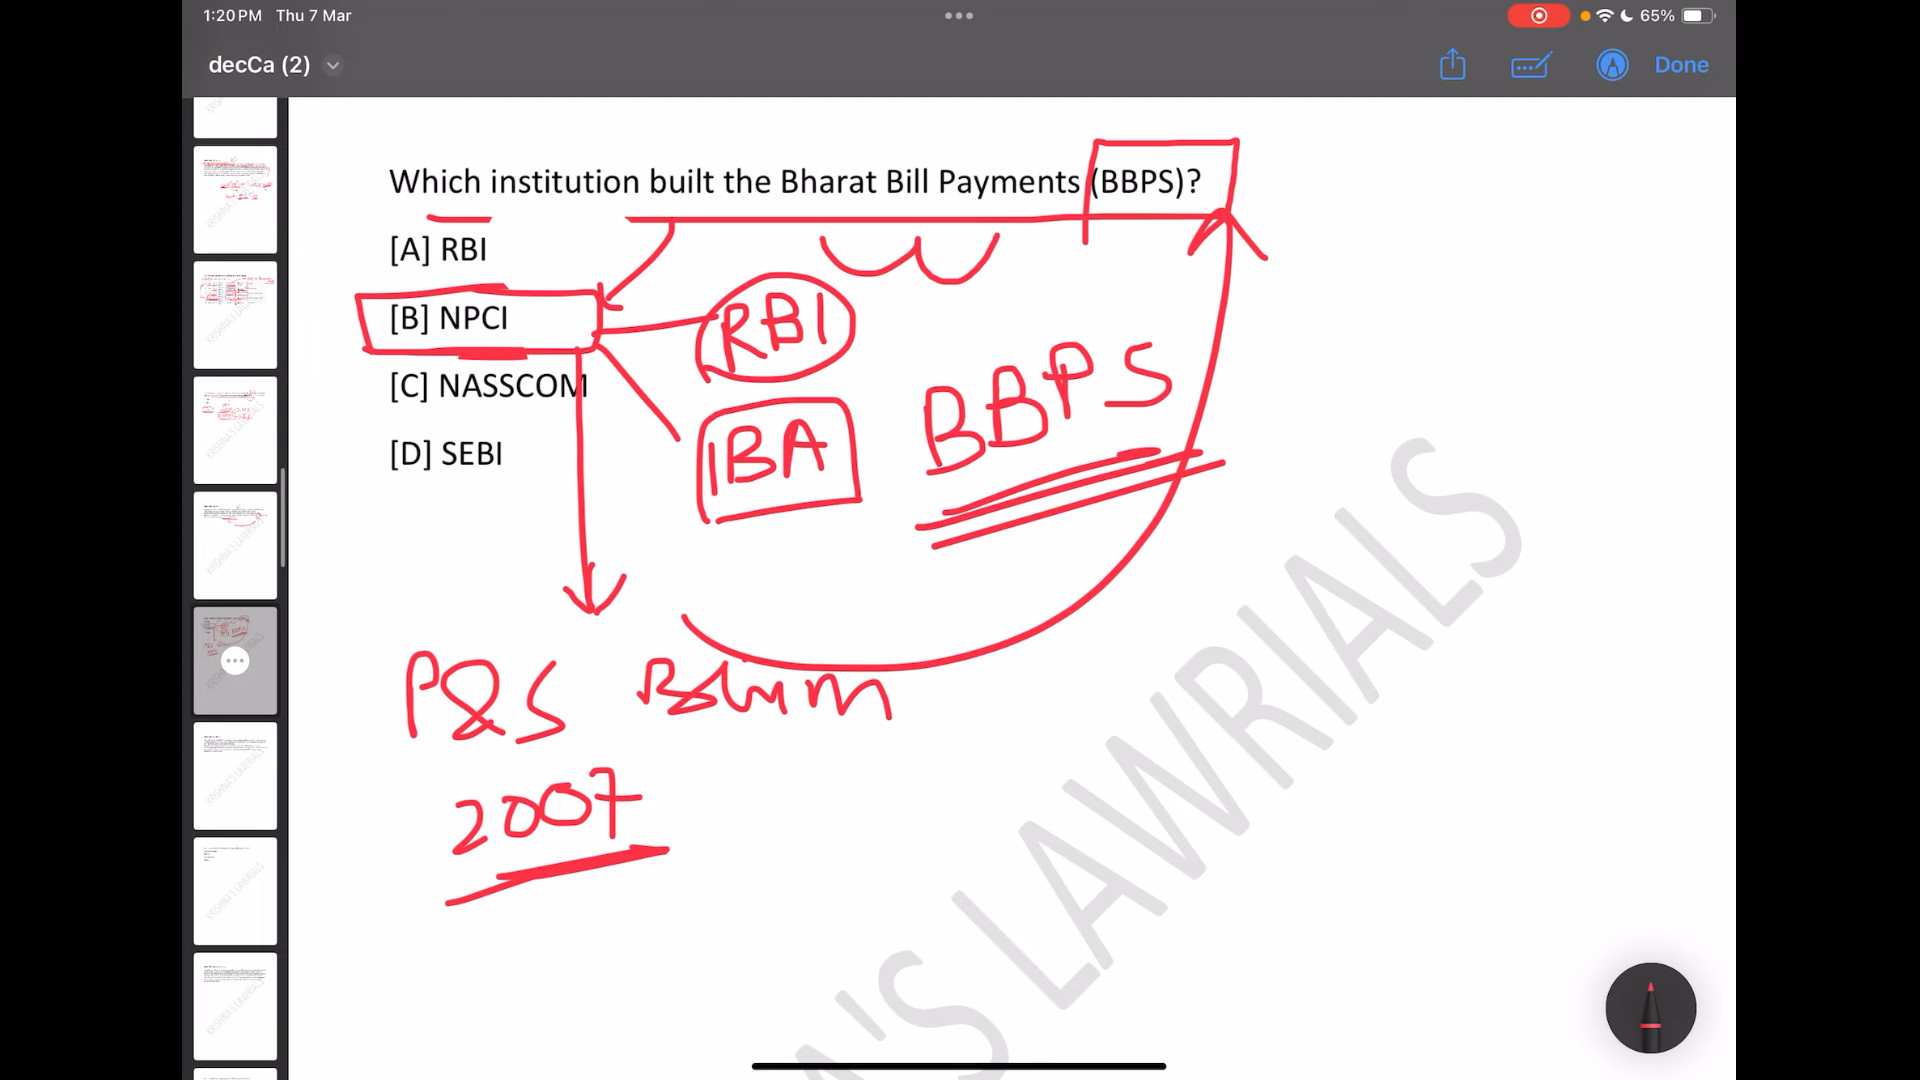 1:20 PM Thu 7 Mar
65%
decCa (2)
Done
Which institution built the Bharat Bill Payments (BBPS)?
[A] RBI
[B] NPCI
RBI
[C] NASSCOM
BBPS
[D] SEBI
IBA
P&S
2007
KRISHNA'S LAWRIALS